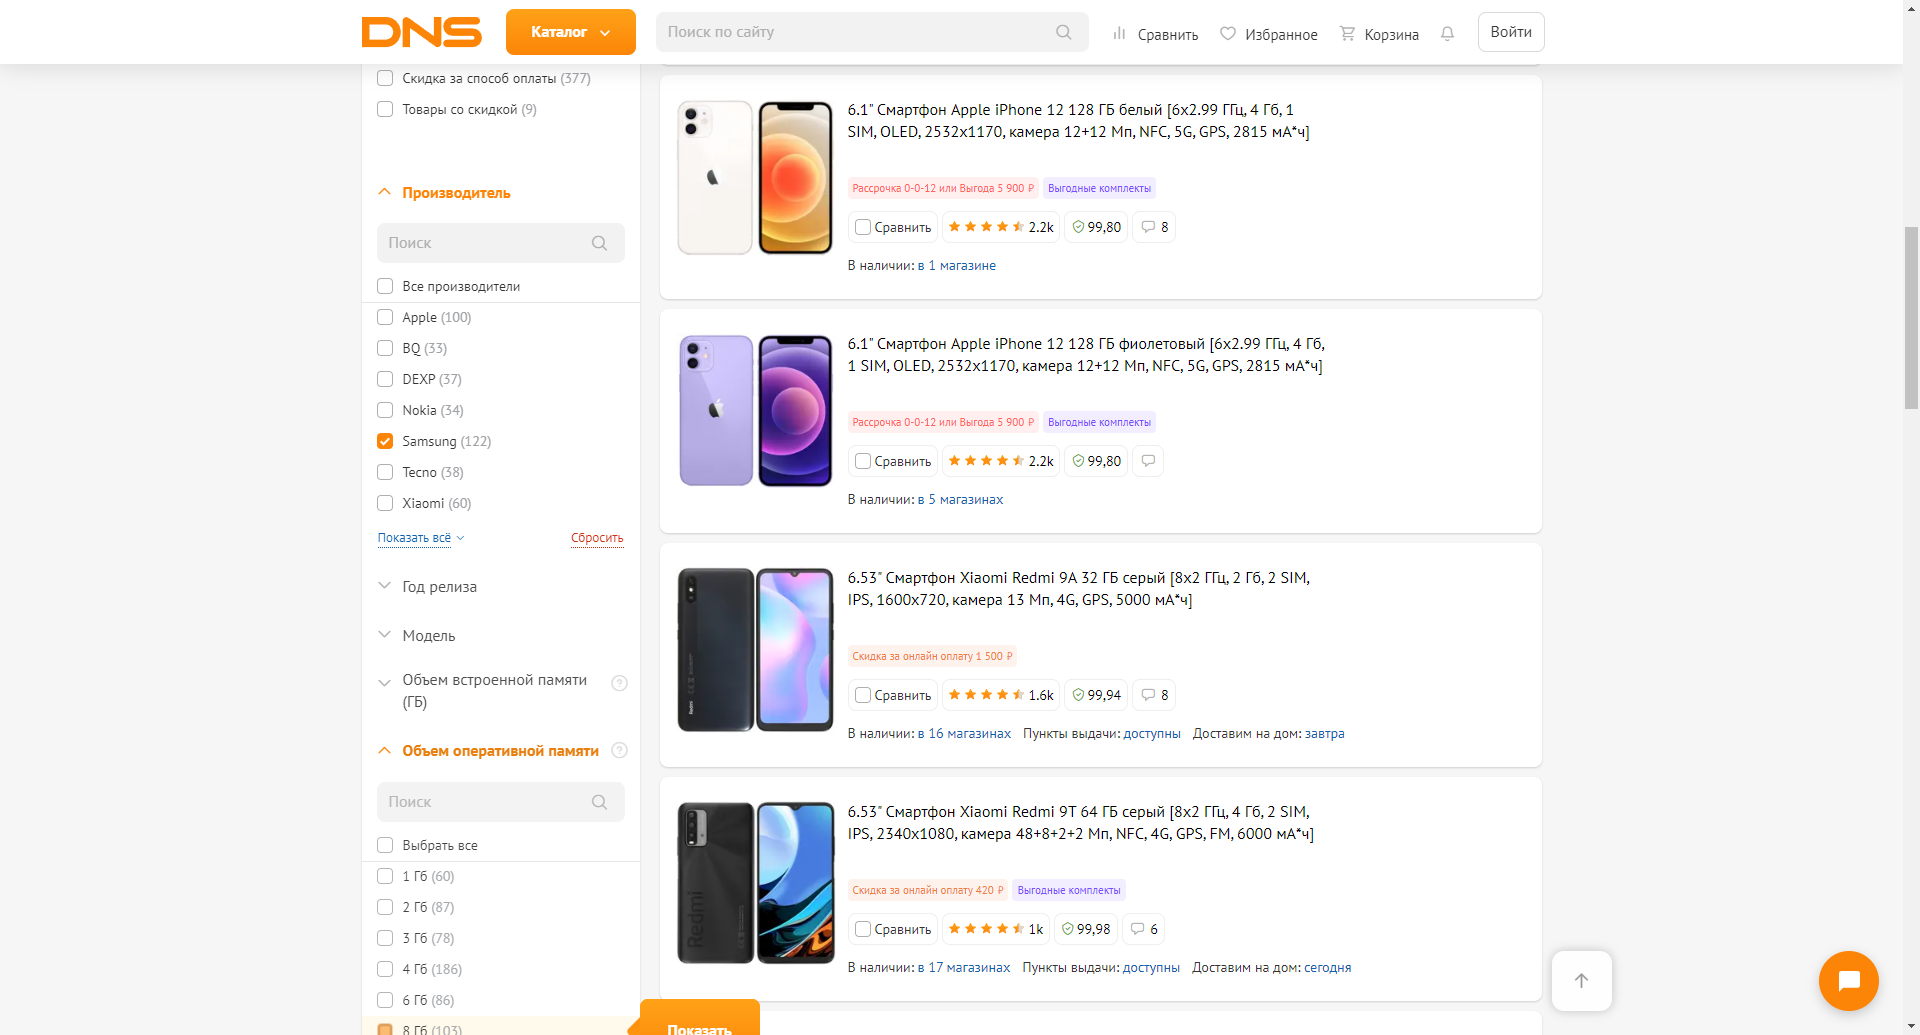 DNS
Каталог
Поиск по сайту
Сравнить
Избранное
Корзина
Войти
Скидка за способ оплаты (377)
Товары со скидкой (9)
Производитель
Поиск
Все производители
Apple (100)
BQ (33)
DEXP (37)
Nokia (34)
Samsung (122)
Tecno (38)
Xiaomi (60)
Показать всё
Сбросить
Год релиза
Модель
Объем встроенной памяти
(ГБ)
?
Объем оперативной памяти
?
Поиск
Выбрать все
1 Гб (60)
2 Гб (87)
3 Гб (78)
4 Гб (186)
6 Гб (86)
8 Гб (103)
Показать
6.1" Смартфон Apple iPhone 12 128 ГБ белый [6x2.99 ГГц, 4 Гб, 1
SIM, OLED, 2532x1170, камера 12+12 Мп, NFC, 5G, GPS, 2815 мА*ч]
Рассрочка 0-0-12 или Выгода 5 900 ₽
Выгодные комплекты
Сравнить
2.2k
99,80
8
В наличии: в 1 магазине
6.1" Смартфон Apple iPhone 12 128 ГБ фиолетовый [6x2.99 ГГц, 4 Гб,
1 SIM, OLED, 2532x1170, камера 12+12 Мп, NFC, 5G, GPS, 2815 мА*ч]
Рассрочка 0-0-12 или Выгода 5 900 ₽
Выгодные комплекты
Сравнить
2.2k
99,80
В наличии: в 5 магазинах
6.53" Смартфон Xiaomi Redmi 9A 32 ГБ серый [8x2 ГГц, 2 Гб, 2 SIM,
IPS, 1600x720, камера 13 Мп, 4G, GPS, 5000 мА*ч]
Скидка за онлайн оплату 1 500 ₽
Сравнить
1.6k
99,94
8
В наличии: в 16 магазинах Пункты выдачи: доступны Доставим на дом: завтра
Redmi
6.53" Смартфон Xiaomi Redmi 9T 64 ГБ серый [8x2 ГГц, 4 Гб, 2 SIM,
IPS, 2340x1080, камера 48+8+2+2 Мп, NFC, 4G, GPS, FM, 6000 мА*ч]
Скидка за онлайн оплату 420 ₽
Выгодные комплекты
Сравнить
1k
99,98
6
В наличии: в 17 магазинах Пункты выдачи: доступны Доставим на дом: сегодня
Redmi